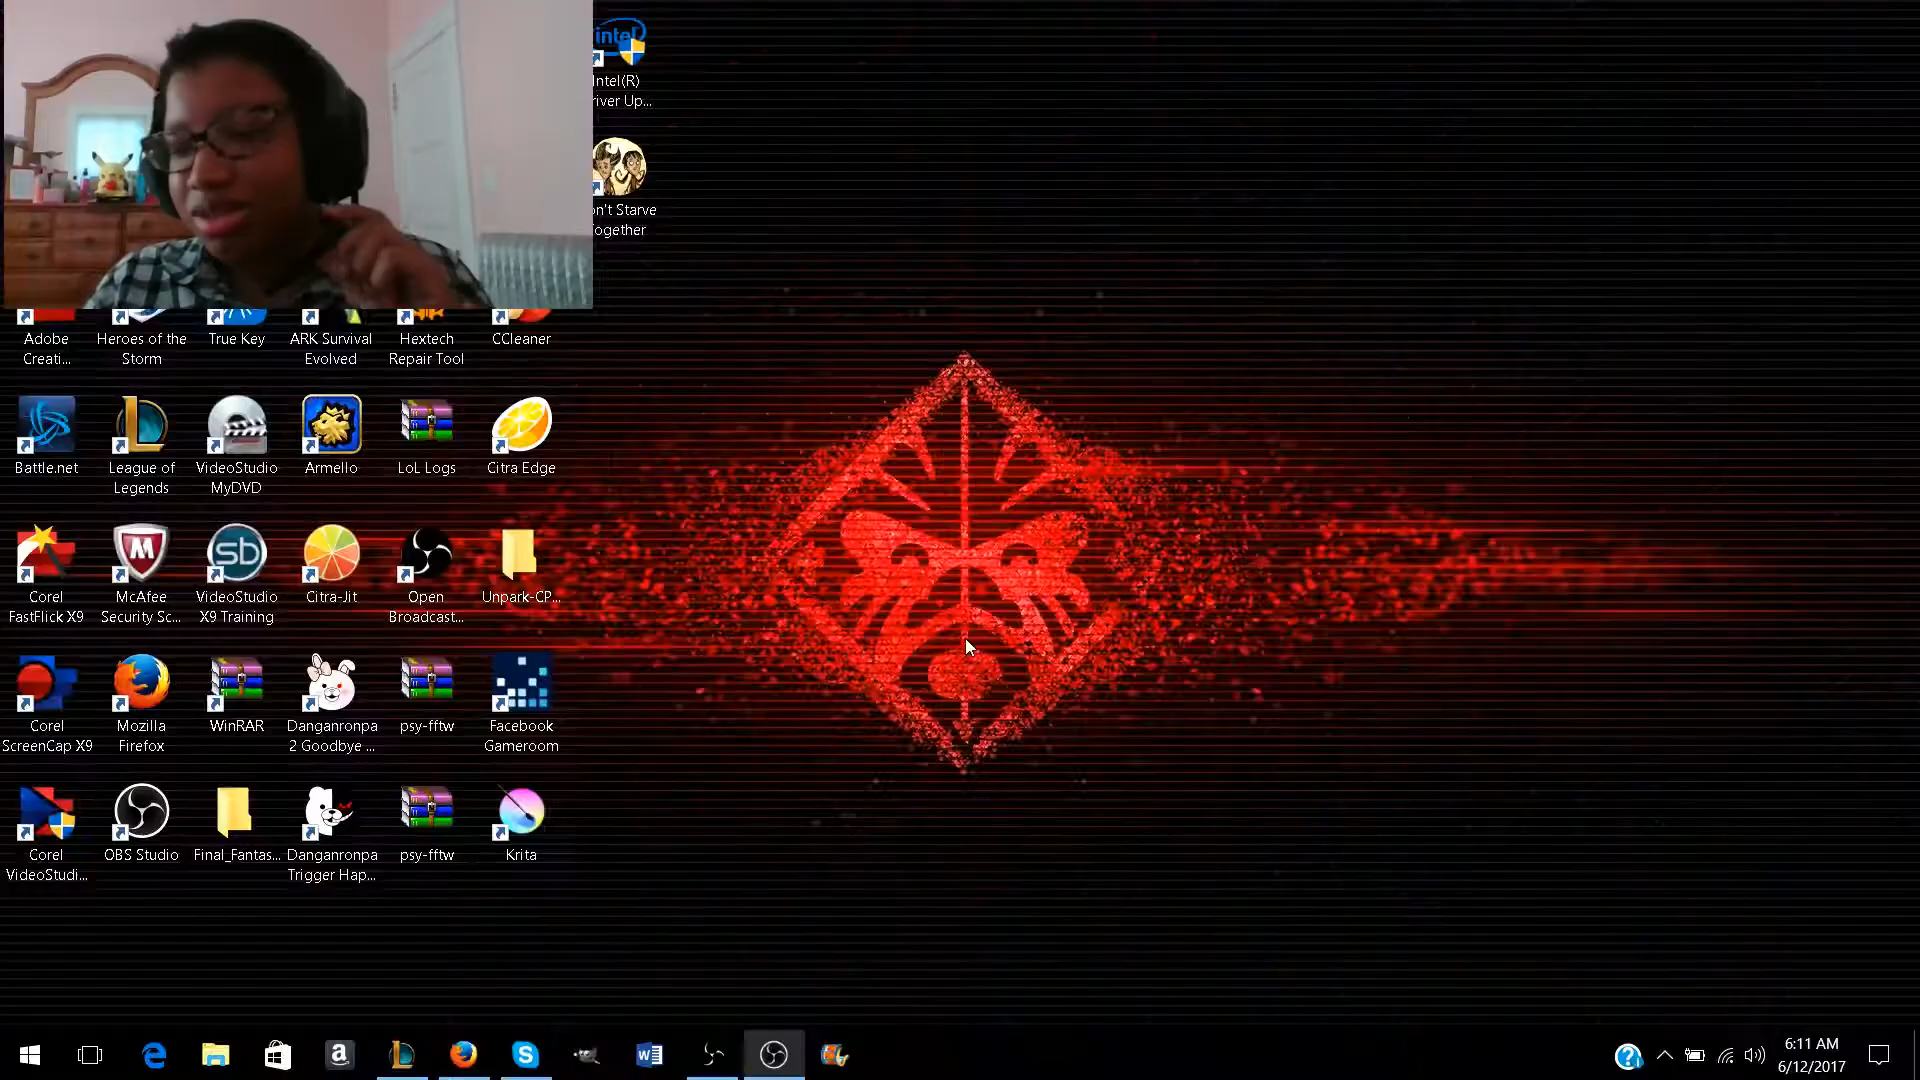 intel
Intel(R)
river Up...
on't Starve
ogether
Adobe
Creati...
Heroes of the
Storm
True Key
ARK Survival
Evolved
Hextech
Repair Tool
CCleaner
Battle.net
League of
Legends
VideoStudio
MyDVD
Armello
LoL Logs
Citra Edge
sb
Corel
FastFlick X9
McAfee
Security Sc...
VideoStudio
X9 Training
Citra-Jit
Open
Broadcast...
Unpark-CP...
Corel
ScreenCap X9
Mozilla
Firefox
WinRAR
Danganronpa
2 Goodbye ...
psy-fftw
Facebook
Gameroom
Corel
VideoStudi...
OBS Studio
Final_Fantas...
Danganronpa
Trigger Hap...
psy-fftw
Krita
6:11 AM
6/12/2017